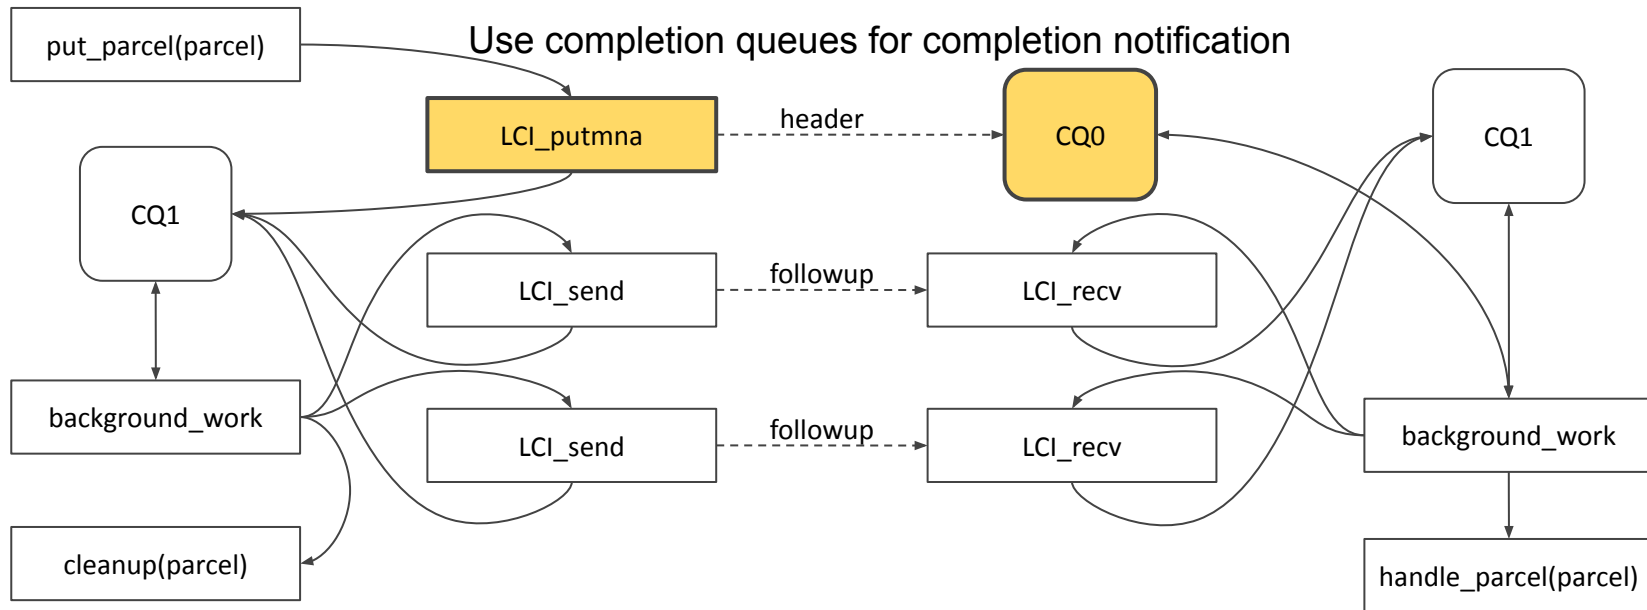 put_parcel(parcel)
Use completion queues for completion notification
LCI_putmna
header
CQ0
CQ1
CQ1
LCI_send
followup
LCI_recv
background_work
LCI_send
followup
LCI_recv
background_work
cleanup(parcel)
handle_parcel(parcel)